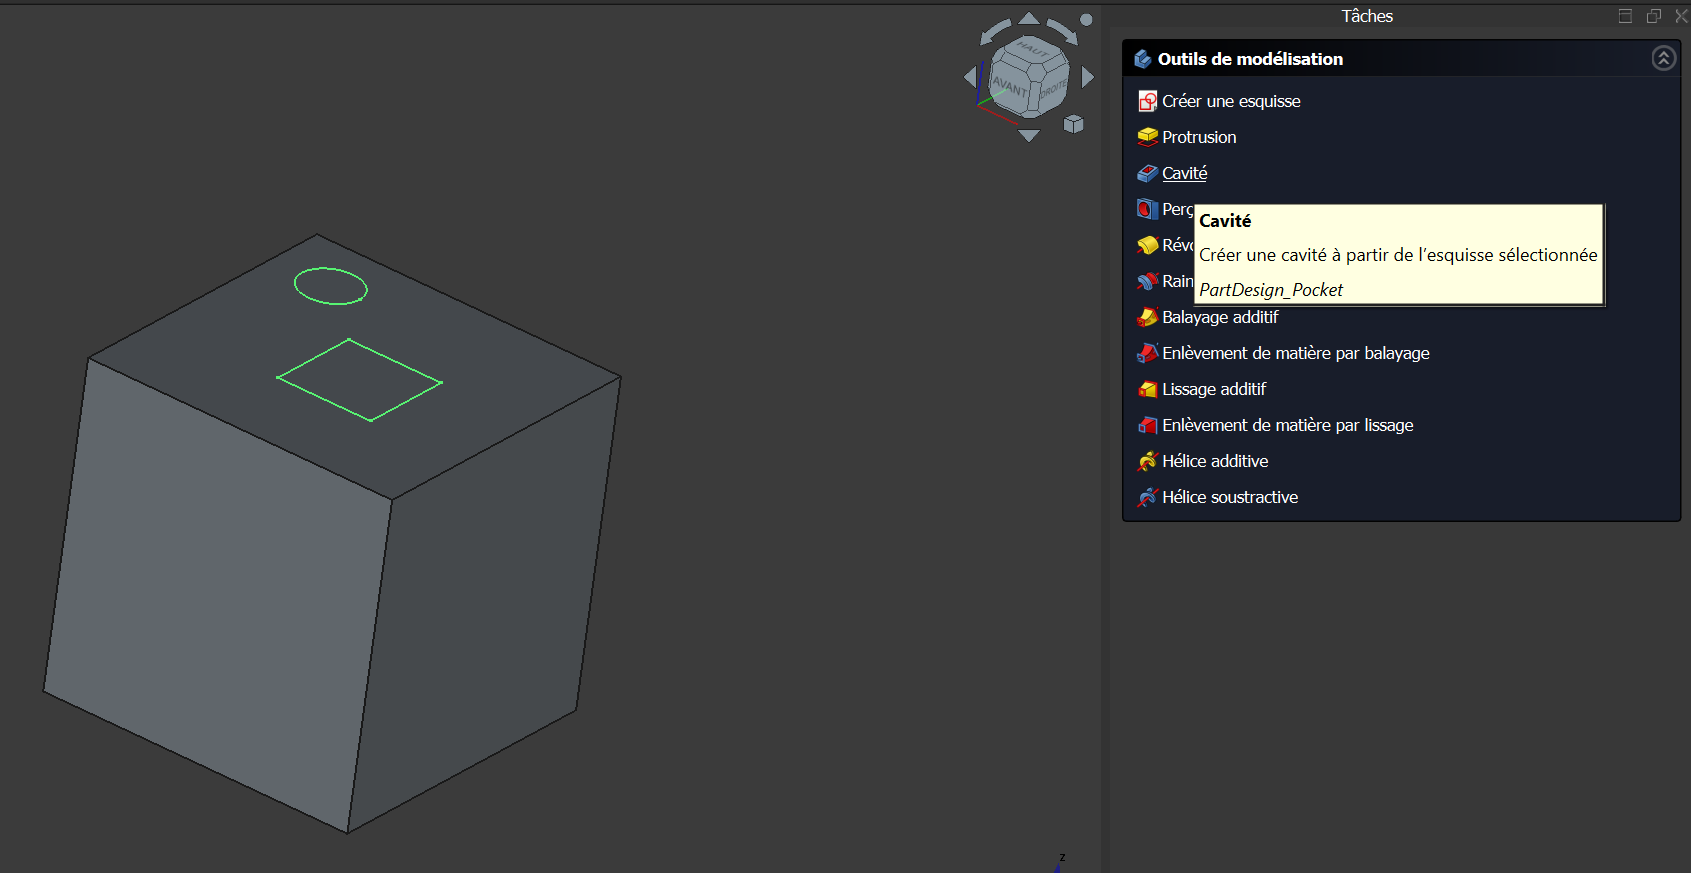 Tâches
HAUT
AVANT
DROITE
Outils de modélisation
Créer une esquisse
Protrusion
Cavité
Perç
Cavité
Révo
Créer une cavité à partir de l'esquisse sélectionnée
Rain
PartDesign_Pocket
Balayage additif
Enlèvement de matière par balayage
Lissage additif
Enlèvement de matière par lissage
Hélice additive
Hélice soustractive
z